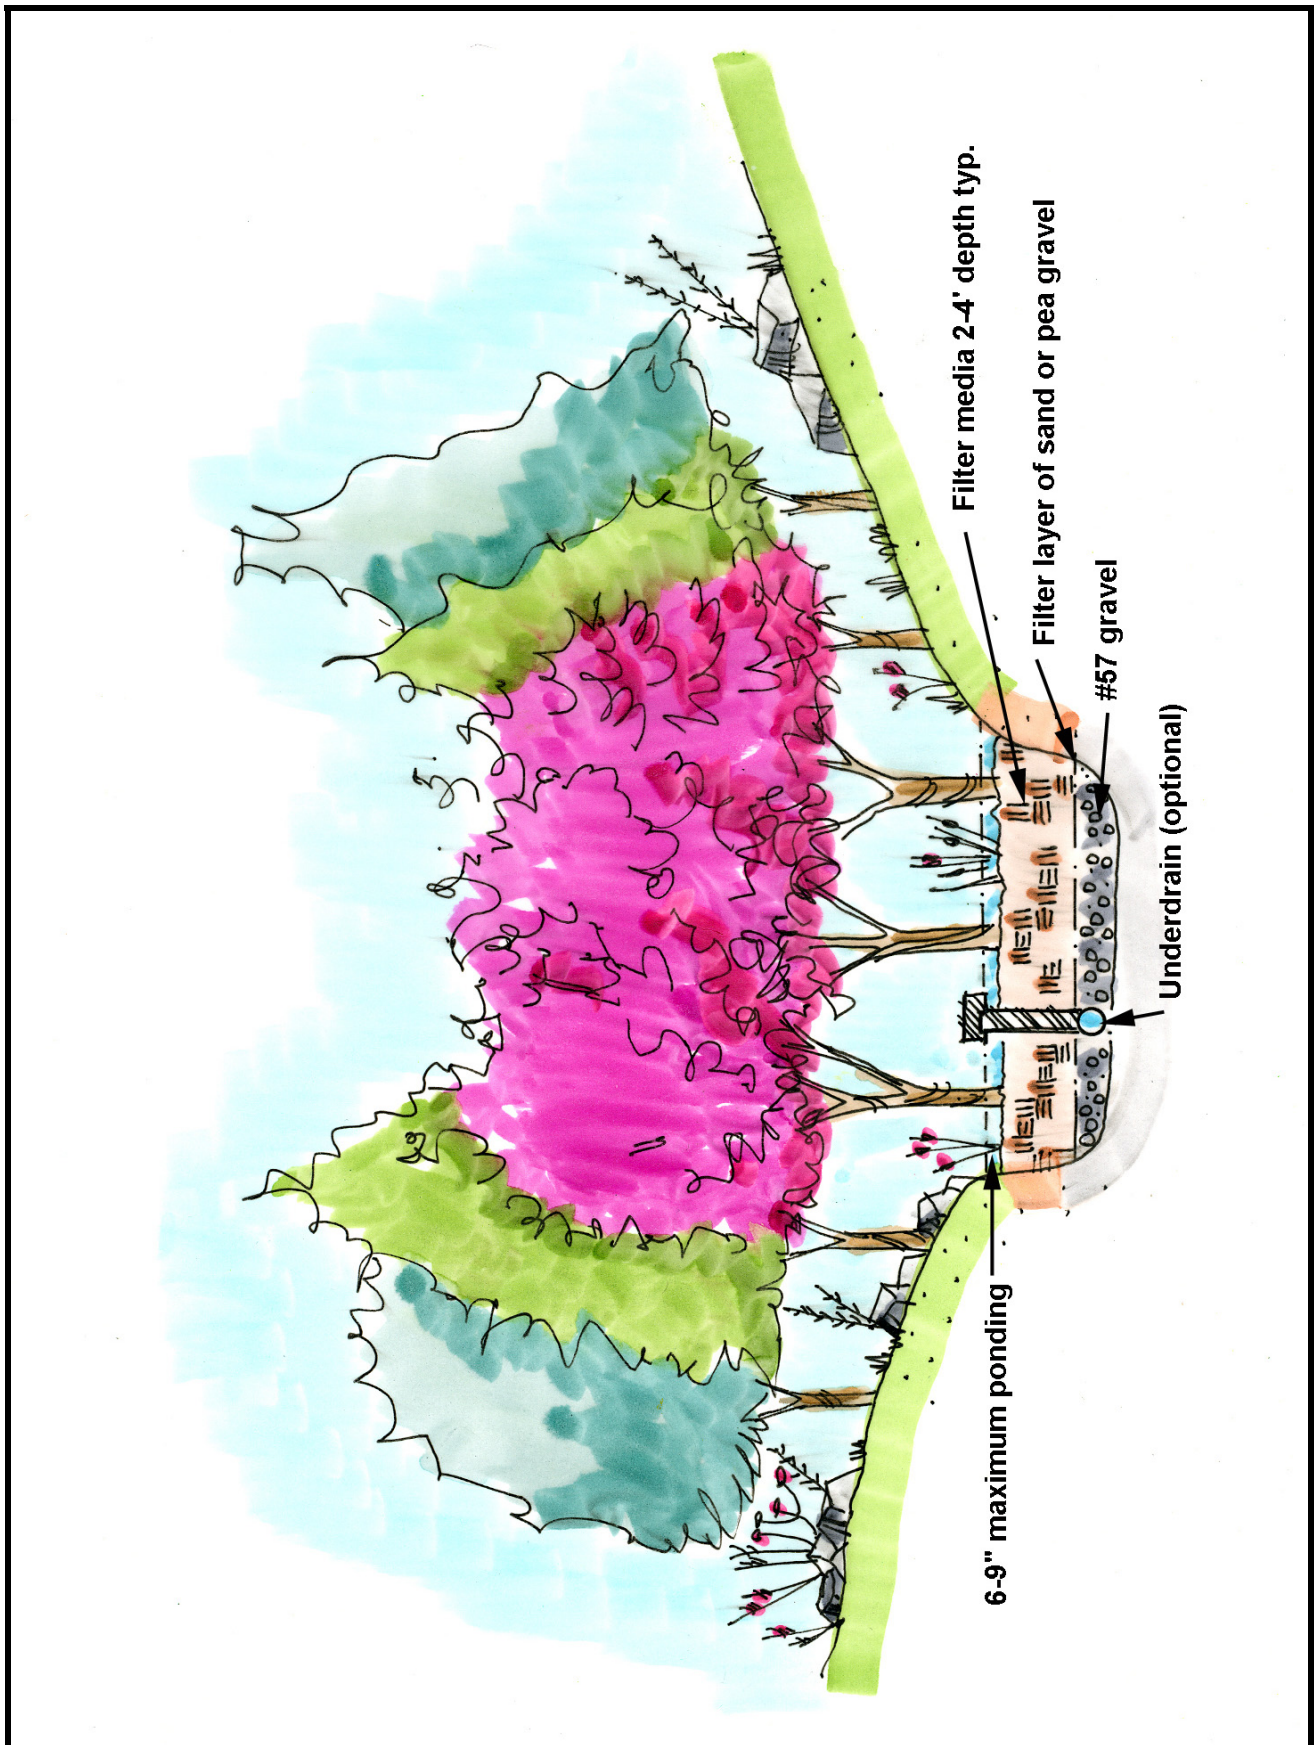 Filter media 2-4' depth typ.
Filter layer of sand or pea gravel
#57 gravel
Underdrain (optional)
6-9" maximum ponding